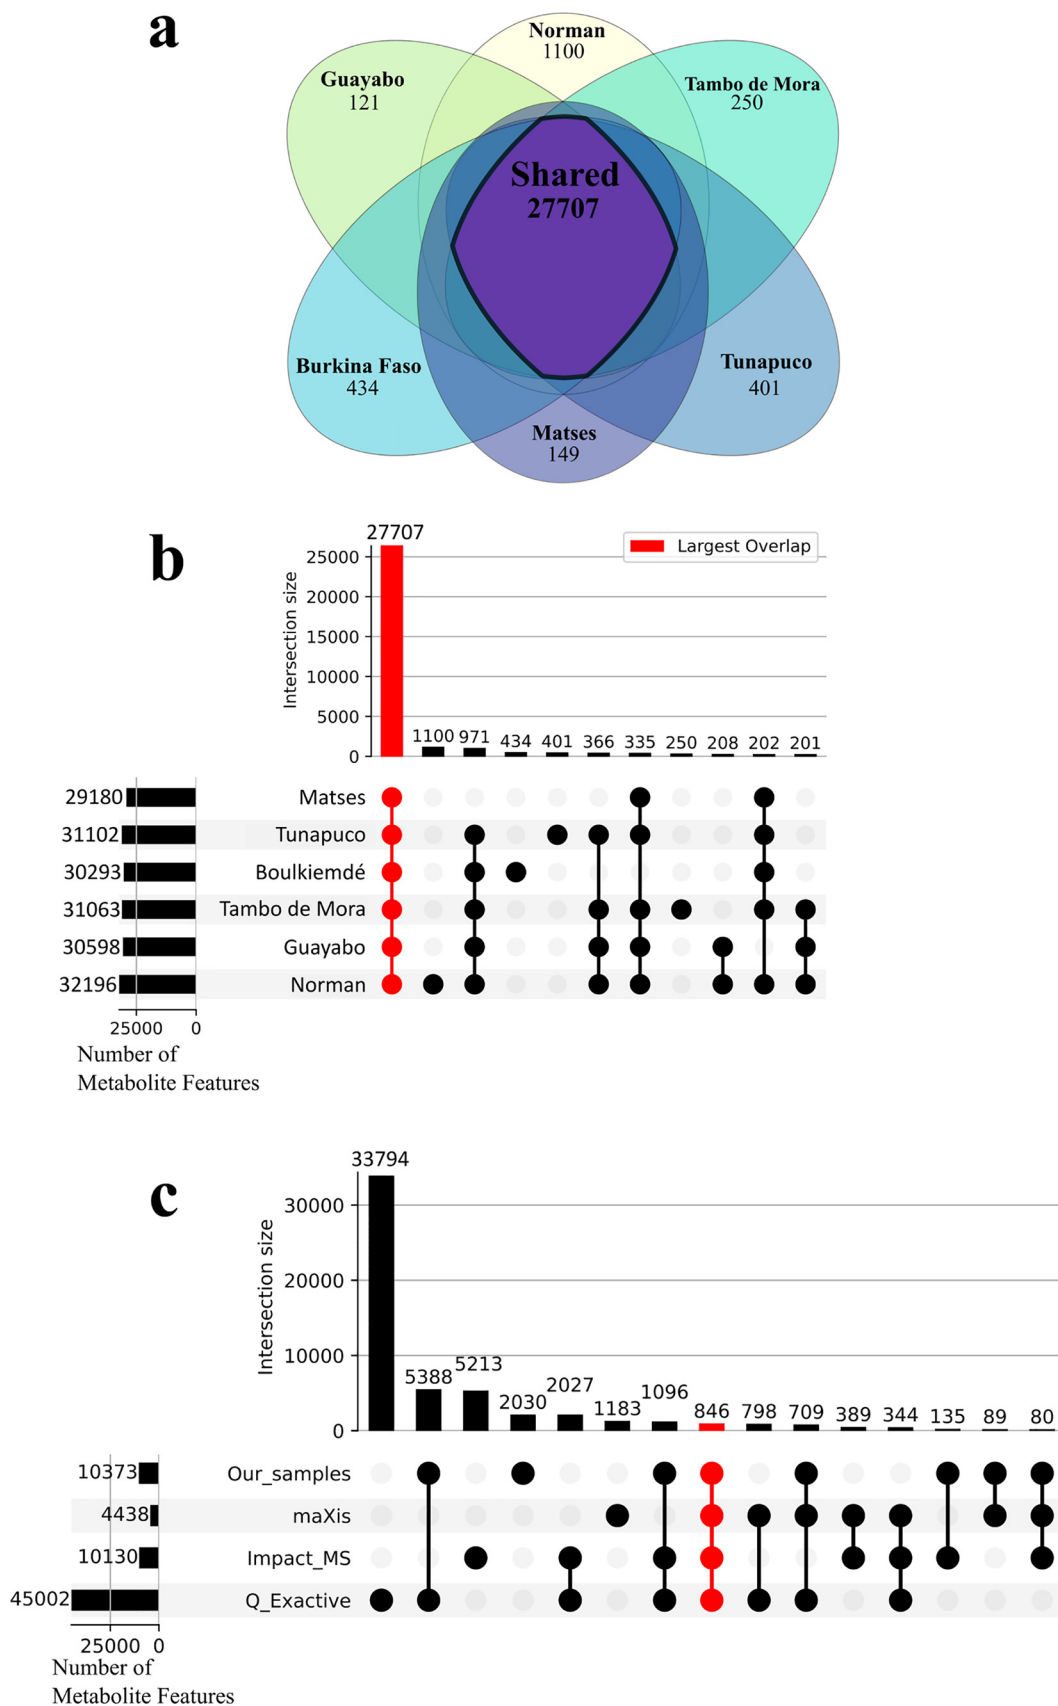 a
Norman
1100
Guayabo
121
Tambo de Mora
250
Shared
27707
Burkina Faso
434
Tunapuco
401
Matses
149
b
27707
Largest Overlap
Intersection size
25000
20000
15000
10000
5000
0
1100 971 434 401 366 335 250 208 202 201
29180 Matses
31102 Tunapuco
30293 Boulkiemdé
31063 Tambo de Mora
30598 Guayabo
32196 Norman
25000 0
Number of
Metabolite Features
c
33794
Intersection size
30000
20000
10000
0
5388 5213 2030 2027 1183 1096 846 798 709 389 344 135 89 80
10373 Our_samples
4438 maXis
10130 Impact_MS
45002 Q_Exactive
25000 0
Number of
Metabolite Features